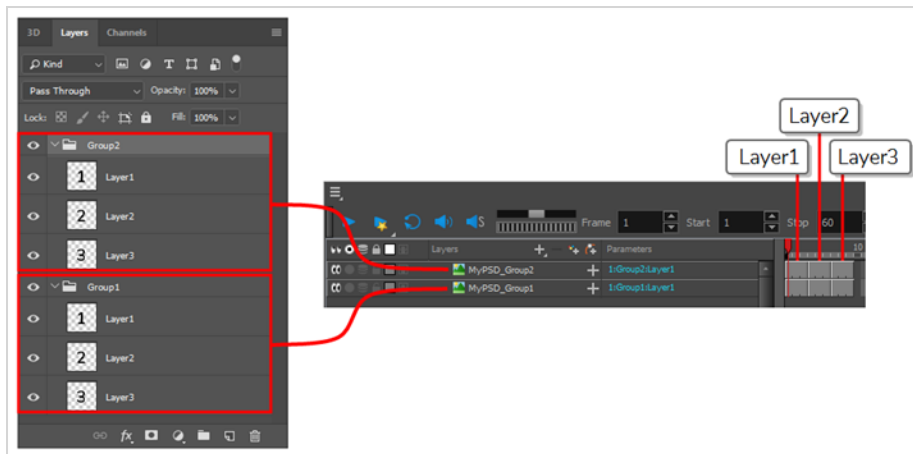 3D Layers Channels
Kind
Pass Through Opacity: 100%
Lock: Fill: 100%
Group2
1 Layer1
2 Layer2
3 Layer3
Group1
1 Layer1
2 Layer2
3 Layer3
fx
Layer2
Layer1 Layer3
S Frame 1 Start 1 Stop 60
Layers Parameters 10
MyPSD_Group2 1:Group2:Layer1
MyPSD_Group1 1:Group1:Layer1